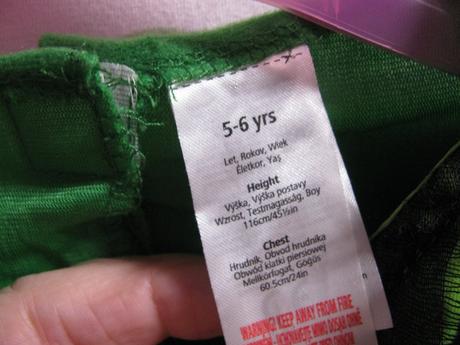 5-6 yrs
Let, Rokov, Wiek
Életkor, Yaş
Height
Výška, Výška postavy
Wzrost, Testmagasság, Boy
116cm/45½in
Chest
Hrudník, Obvod hrudníka
Obwód klatki piersiowej
Mellkörfogat, Göğüs
60.5cm/24in
WARNING! KEEP AWAY FROM FIRE